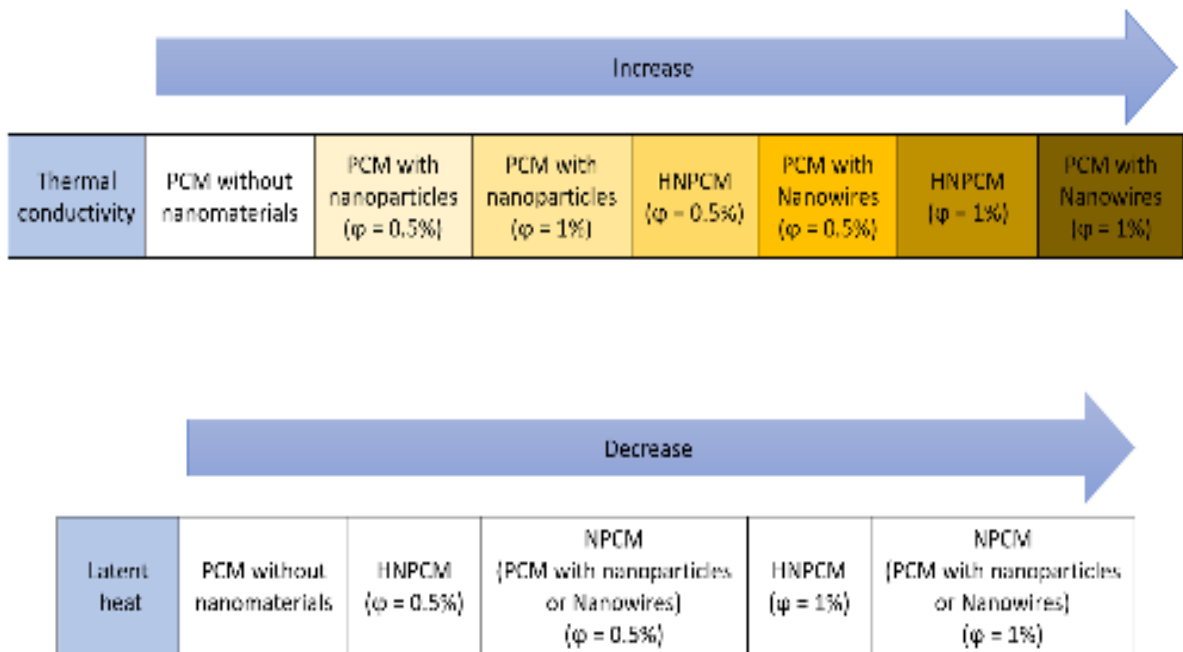 Increase
Thermal
conductivity
PCM without
nanomaterials
PCM with
nanoparticles
(φ = 0.5%)
PCM with
nanoparticles
(φ = 1%)
HNPCM
(φ = 0.5%)
PCM with
Nanowires
(φ = 0.5%)
HNPCM
(φ = 1%)
PCM with
Nanowires
(φ = 1%)
Decrease
Latent
heat
PCM without
nanomaterials
HNPCM
(φ = 0.5%)
NPCM
(PCM with nanoparticles
or Nanowires)
(φ = 0.5%)
HNPCM
(φ = 1%)
NPCM
(PCM with nanoparticles
or Nanowires)
(φ = 1%)